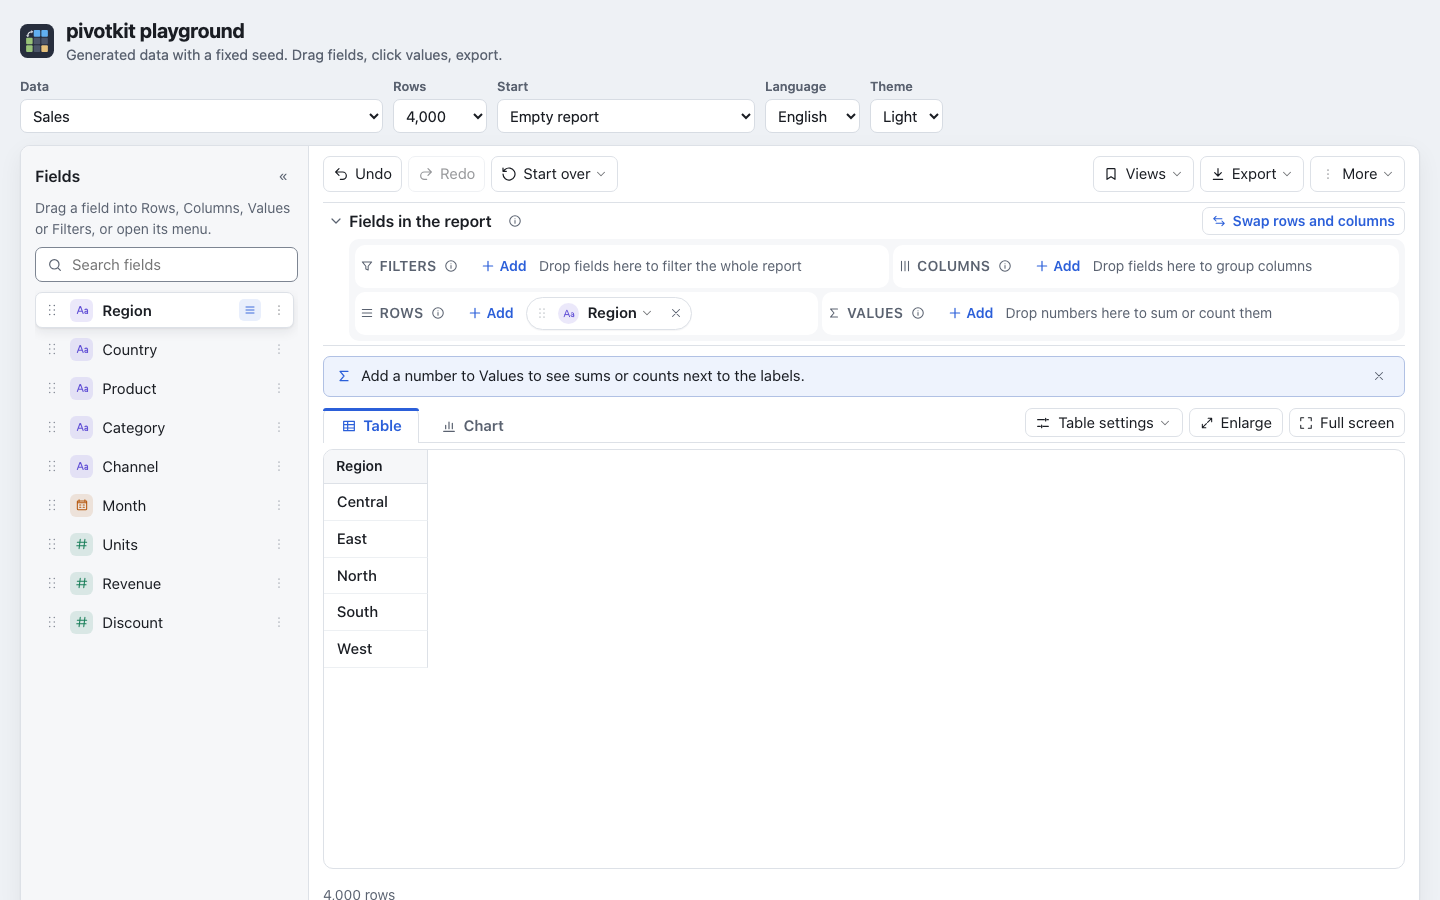 pivotkit playground
Generated data with a fixed seed. Drag fields, click values, export.
Data
Rows
Start
Language
Theme
Sales
4,000
Empty report
English
Light
Fields
«
Drag a field into Rows, Columns, Values
or Filters, or open its menu.
Search fields
Aa Region
Aa Country
Aa Product
Aa Category
Aa Channel
Month
# Units
# Revenue
# Discount
Undo
Redo
Start over
Views
Export
More
Fields in the report
Swap rows and columns
FILTERS + Add Drop fields here to filter the whole report
COLUMNS + Add Drop fields here to group columns
ROWS + Add Aa Region
Σ VALUES + Add Drop numbers here to sum or count them
Σ Add a number to Values to see sums or counts next to the labels.
Table
Chart
Table settings
Enlarge
Full screen
Region
Central
East
North
South
West
4,000 rows